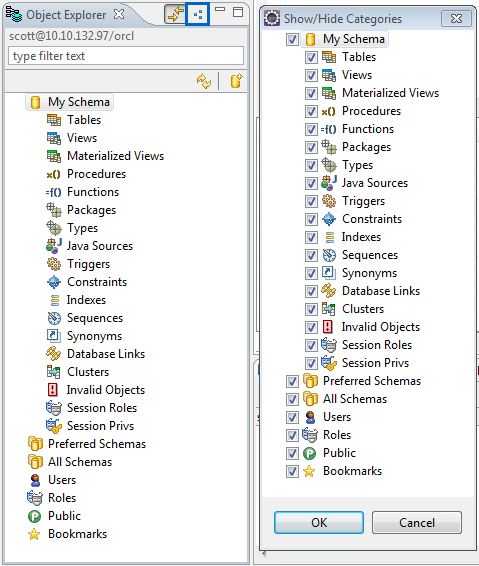 Object Explorer
scott@10.10.132.97/orcl
type filter text
My Schema
Tables
Views
Materialized Views
x() Procedures
=f() Functions
Packages
Types
Java Sources
Triggers
Constraints
Indexes
Sequences
Synonyms
Database Links
Clusters
Invalid Objects
Session Roles
Session Privs
Preferred Schemas
All Schemas
Users
Roles
Public
Bookmarks
Show/Hide Categories
My Schema
Tables
Views
Materialized Views
x() Procedures
=f() Functions
Packages
Types
Java Sources
Triggers
Constraints
Indexes
Sequences
Synonyms
Database Links
Clusters
Invalid Objects
Session Roles
Session Privs
Preferred Schemas
All Schemas
Users
Roles
Public
Bookmarks
OK
Cancel